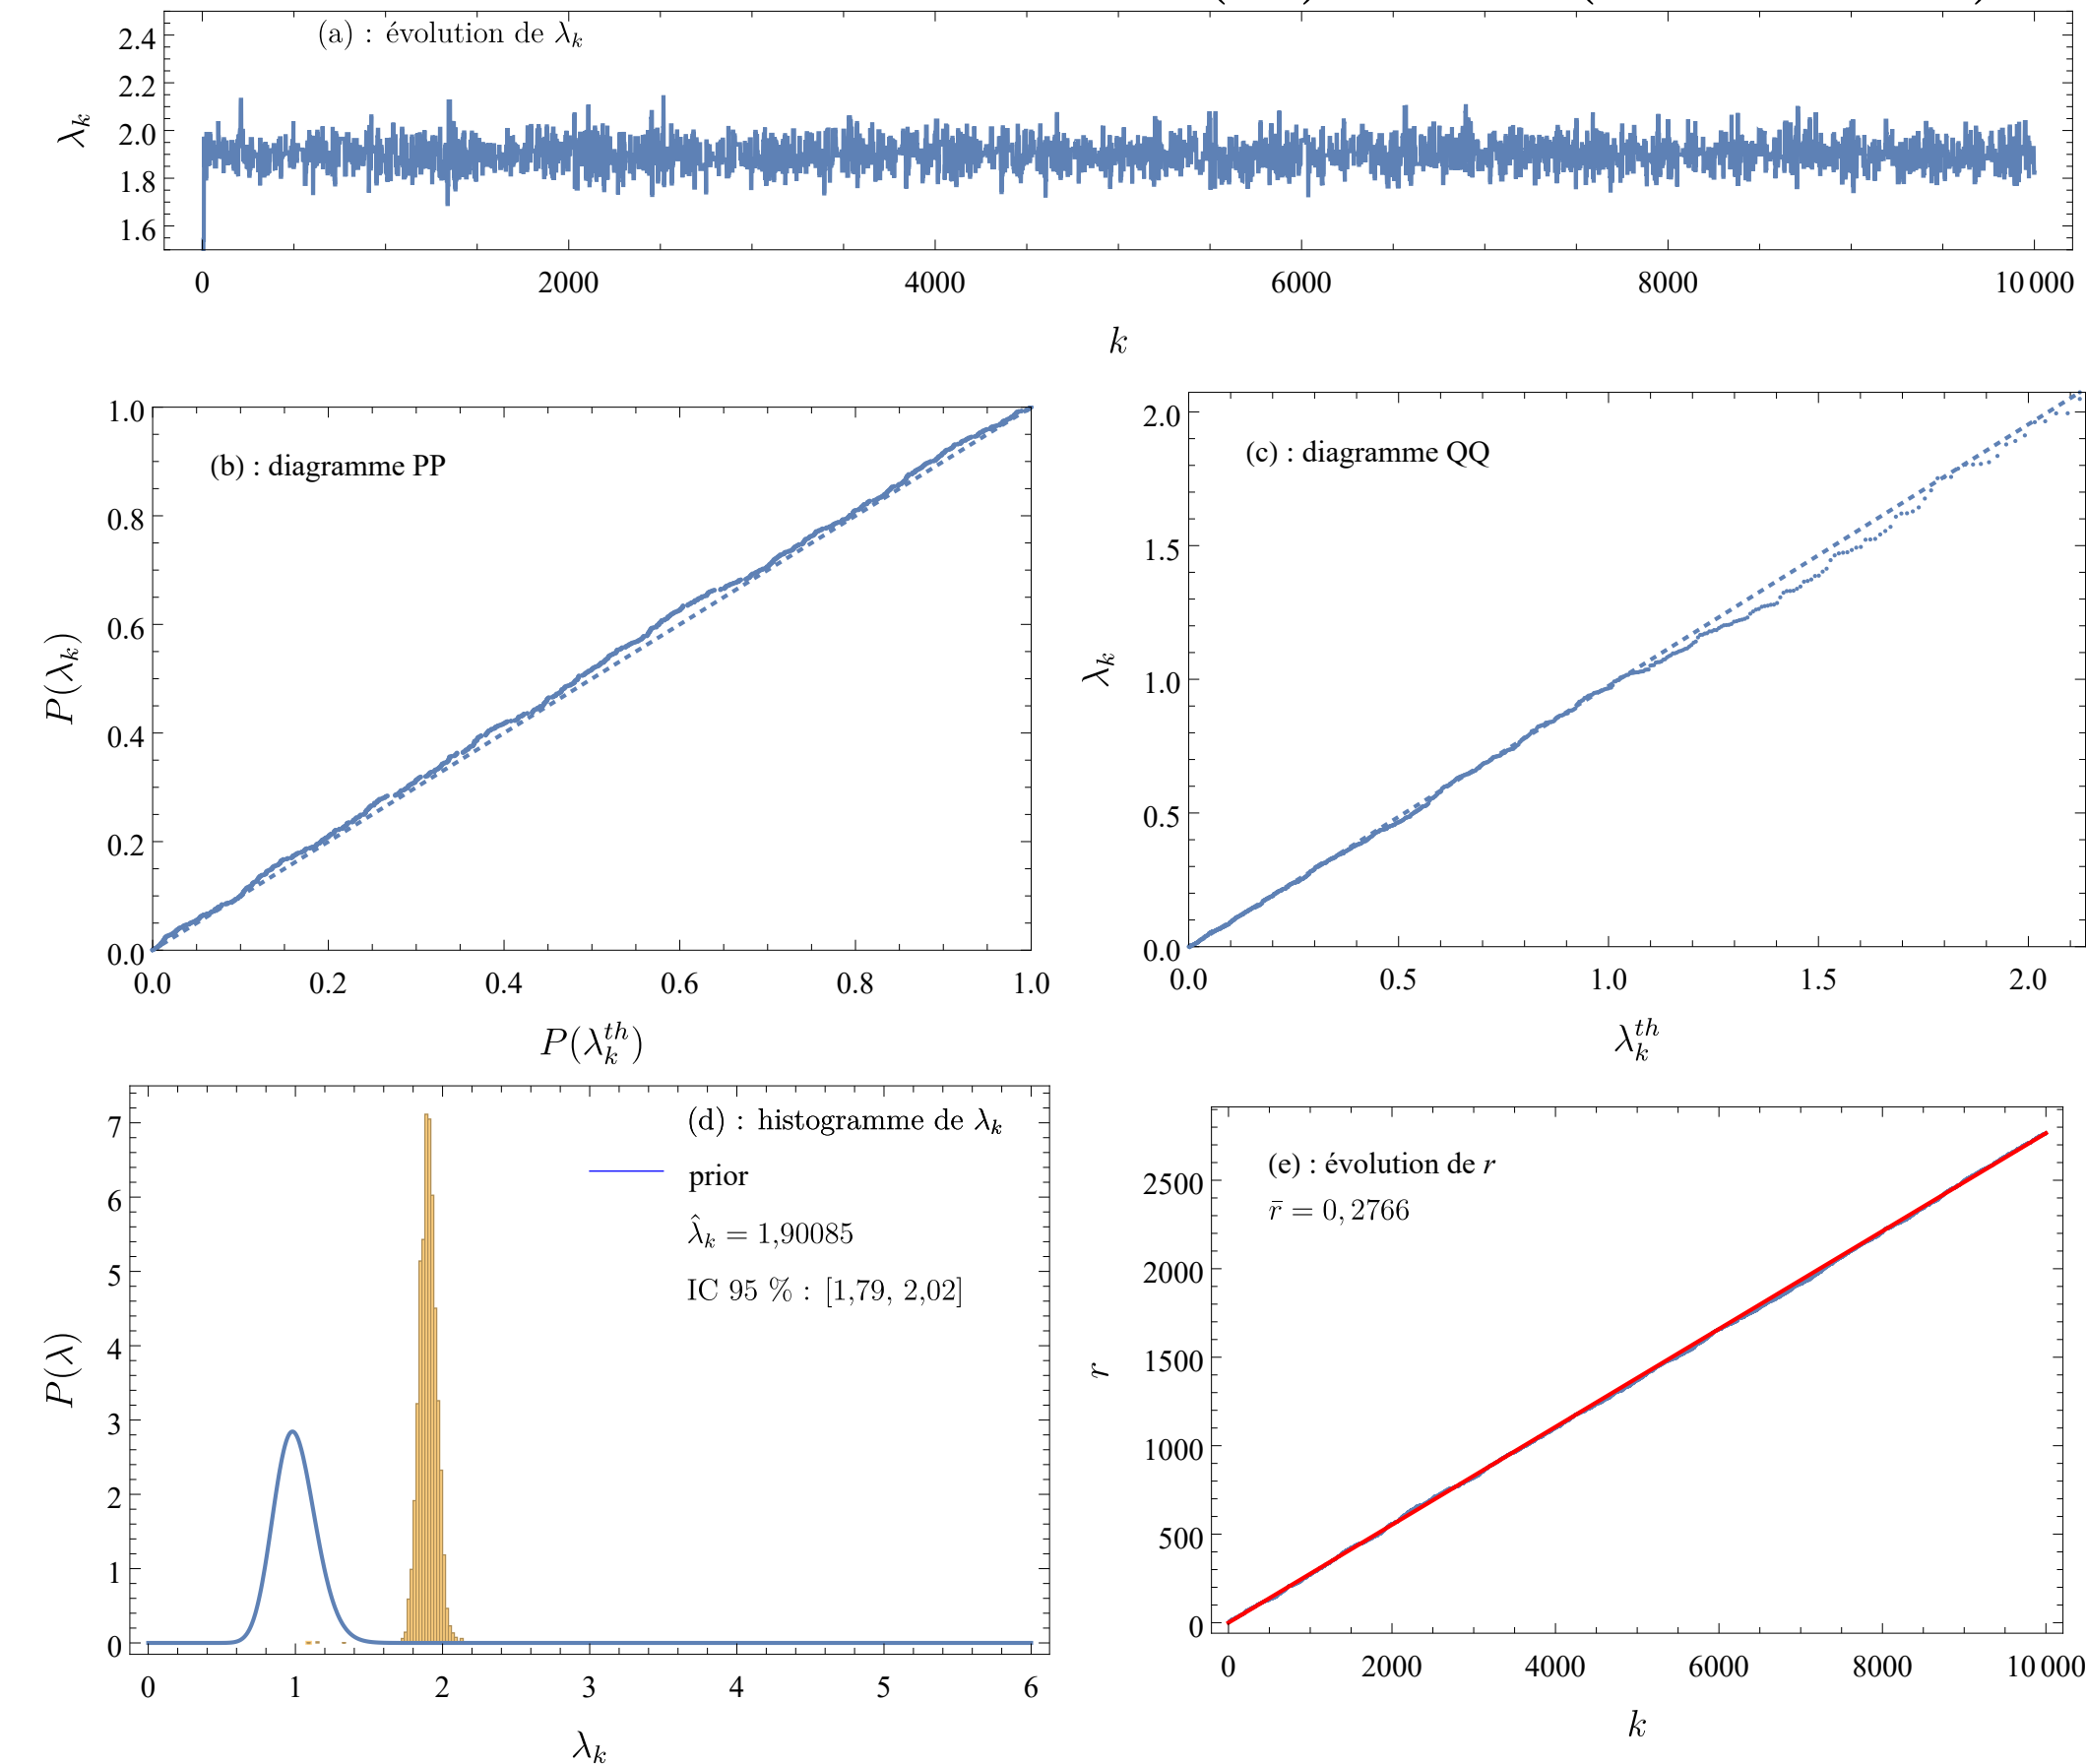 (a) : évolution de λ_k
2.4
2.2
2.0
1.8
1.6
λ_k
0 2000 4000 6000 8000 10 000
k
(b) : diagramme PP
1.0
0.8
0.6
0.4
0.2
0.0
P(λ_k)
0.0 0.2 0.4 0.6 0.8 1.0
P(λ_k^{th})
(c) : diagramme QQ
2.0
1.5
1.0
0.5
0.0
λ_k
0.0 0.5 1.0 1.5 2.0
λ_k^{th}
(d) : histogramme de λ_k
prior
λ̂_k = 1,90085
IC 95 % : [1,79, 2,02]
7
6
5
4
3
2
1
0
P(λ)
0 1 2 3 4 5 6
λ_k
(e) : évolution de r
r̄ = 0, 2766
2500
2000
1500
1000
500
0
r
0 2000 4000 6000 8000 10 000
k